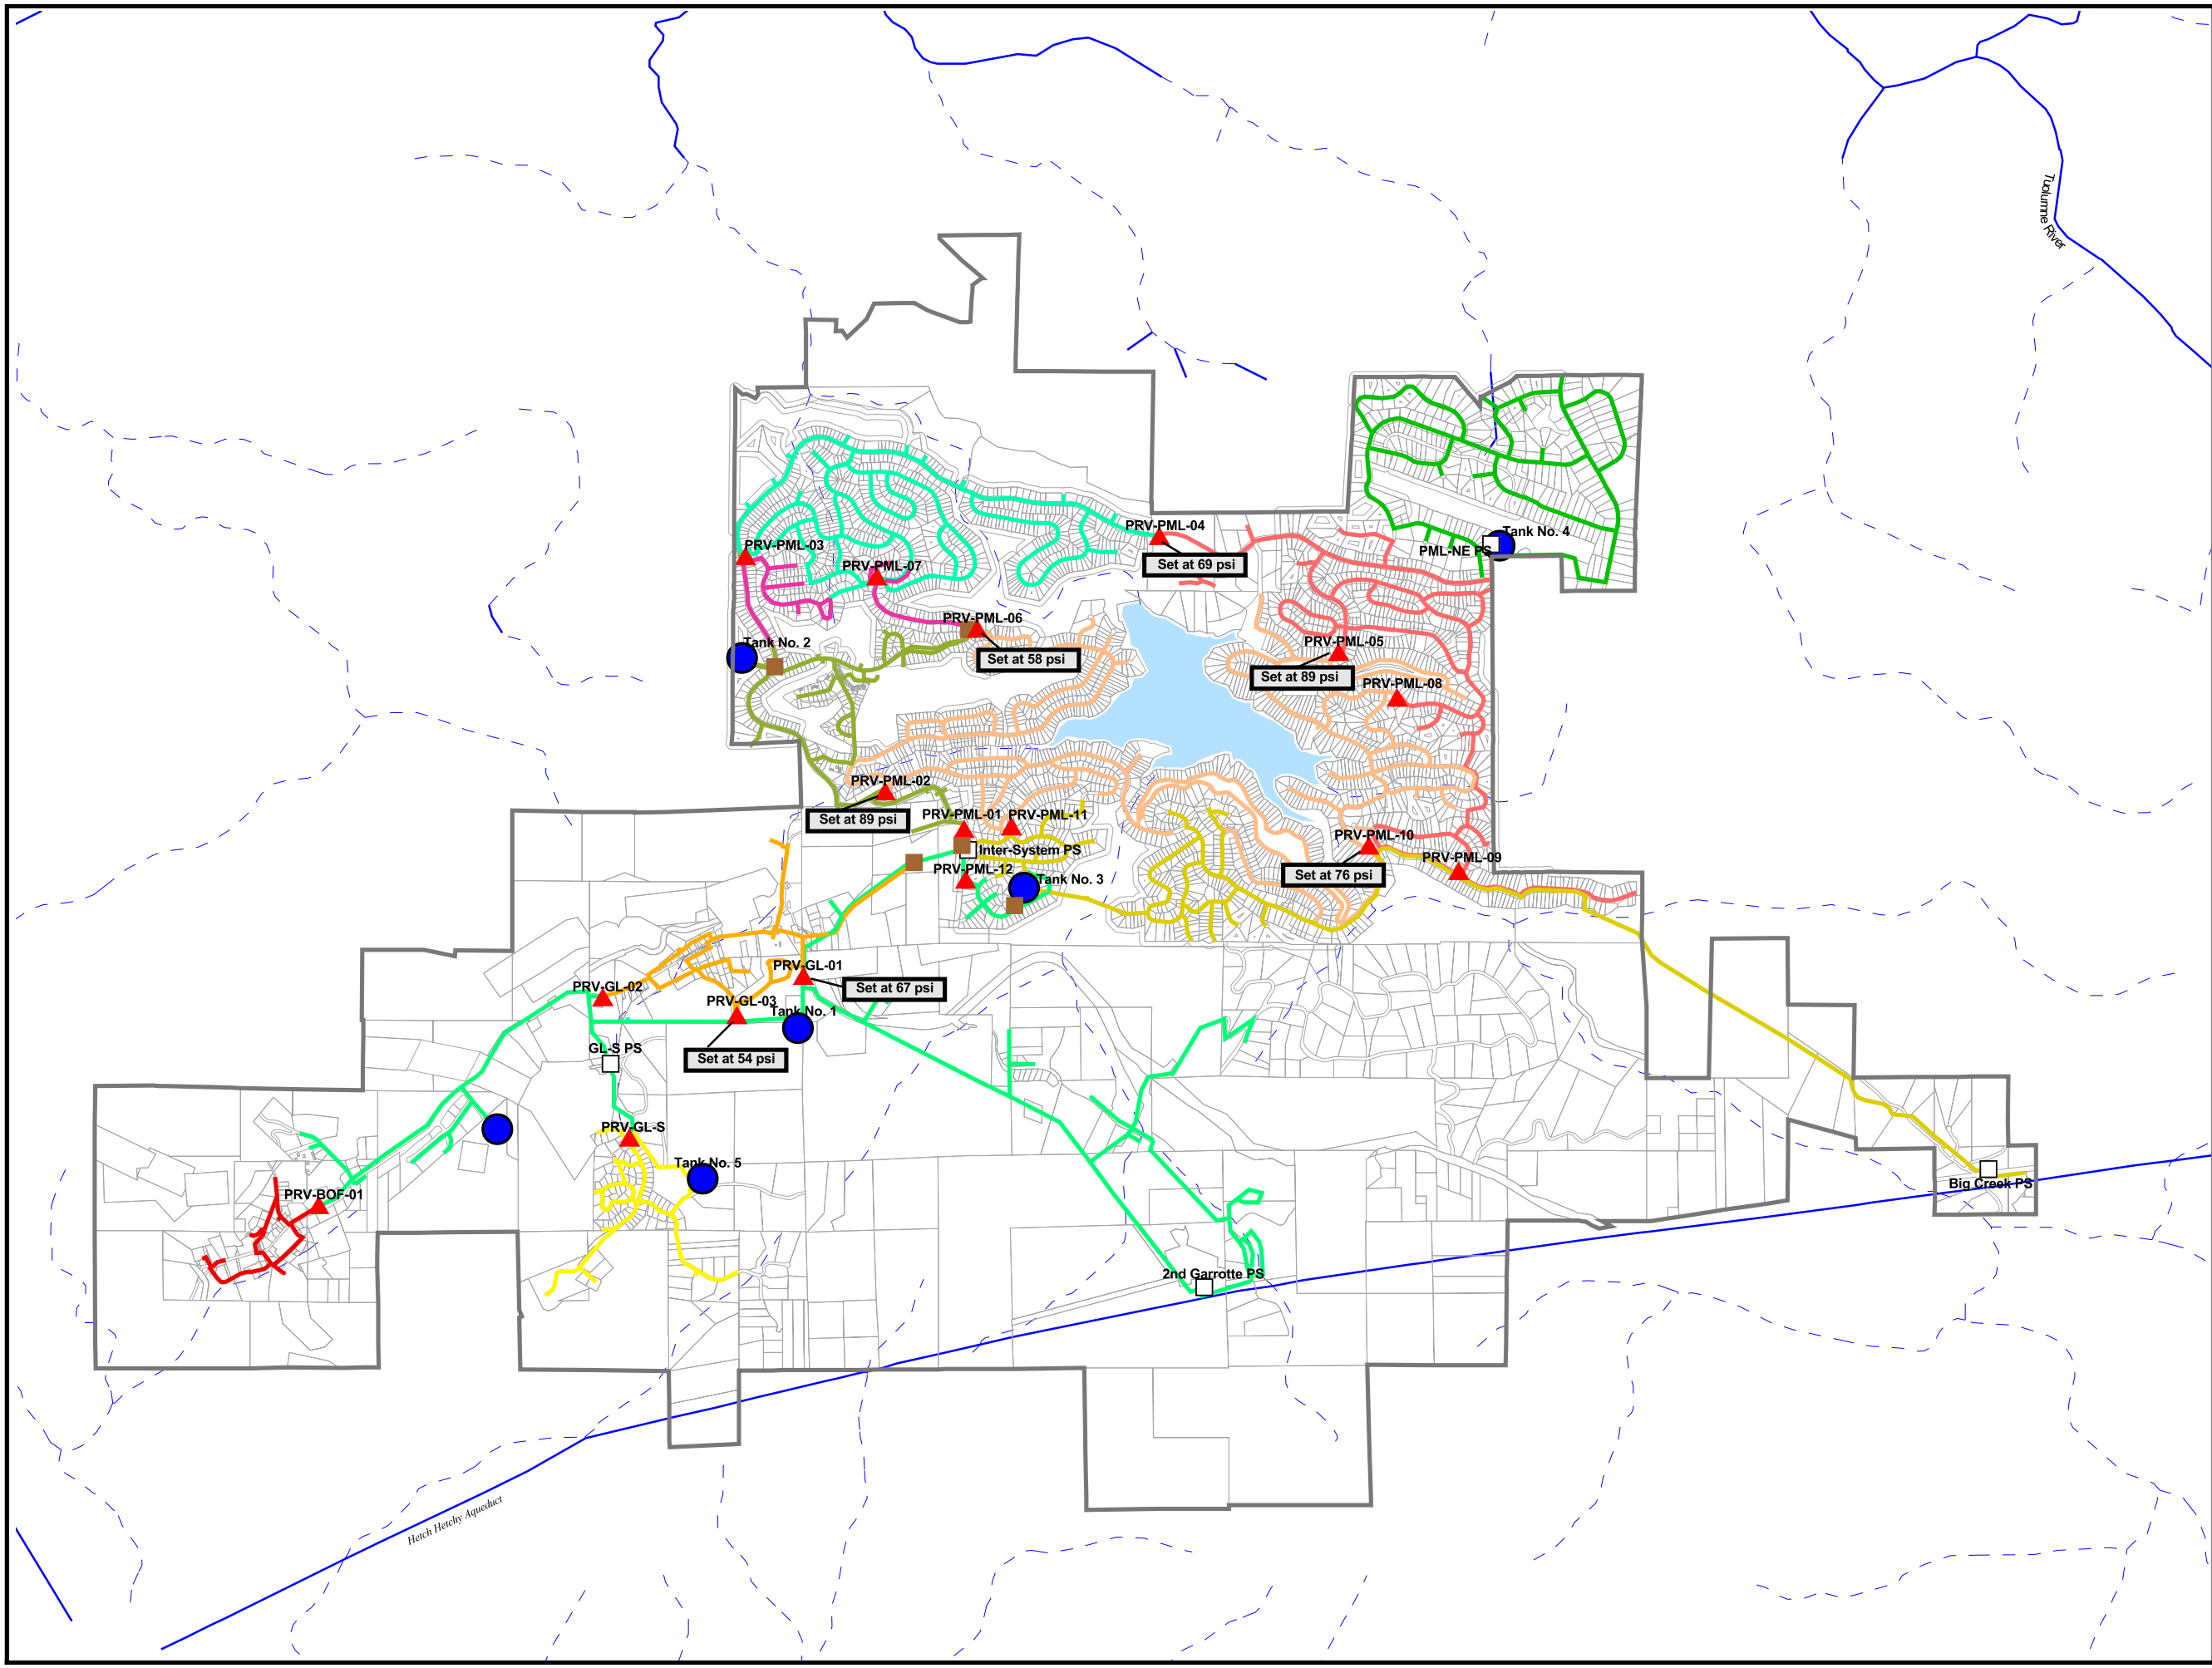 Tuolumne River
PRV-PML-04
Set at 69 psi
Tank No. 4
PML-NE PS
PRV-PML-03
PRV-PML-07
PRV-PML-06
Set at 58 psi
Tank No. 2
PRV-PML-05
Set at 89 psi
PRV-PML-08
PRV-PML-02
Set at 89 psi
PRV-PML-01
PRV-PML-11
Inter-System PS
PRV-PML-10
Set at 76 psi
PRV-PML-09
PRV-PML-12
Tank No. 3
PRV-GL-01
Set at 67 psi
PRV-GL-02
PRV-GL-03
Tank No. 1
GL-S PS
Set at 54 psi
PRV-GL-S
Tank No. 5
PRV-BOF-01
Big Creek PS
2nd Garrotte PS
Hetch Hetchy Aqueduct